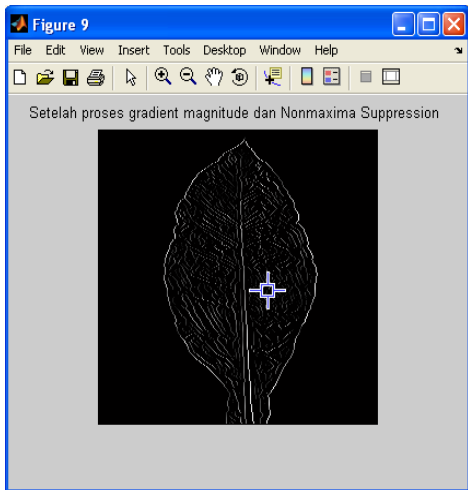 Figure 9
File Edit View Insert Tools Desktop Window Help
Setelah proses gradient magnitude dan Nonmaxima Suppression